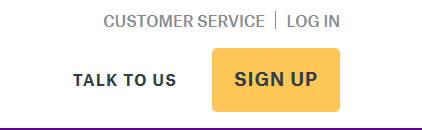 CUSTOMER SERVICE | LOG IN
TALK TO US SIGN UP